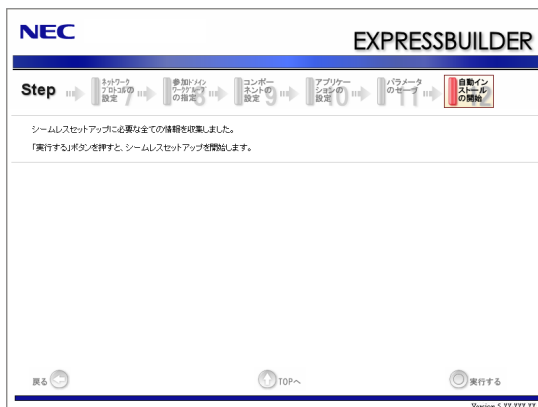 NEC
EXPRESSBUILDER
Step
ネットワーク
プロトコルの
設定
7
参加ドメイン
ワークグループ
の指定
8
コンポー
ネントの
設定
9
アプリケー
ションの
設定
10
パラメータ
のセーブ
11
自動イン
ストール
の開始
12
シームレスセットアップに必要な全ての情報を収集しました。
「実行する」ボタンを押すと、シームレスセットアップを開始します。
戻る
TOPへ
実行する